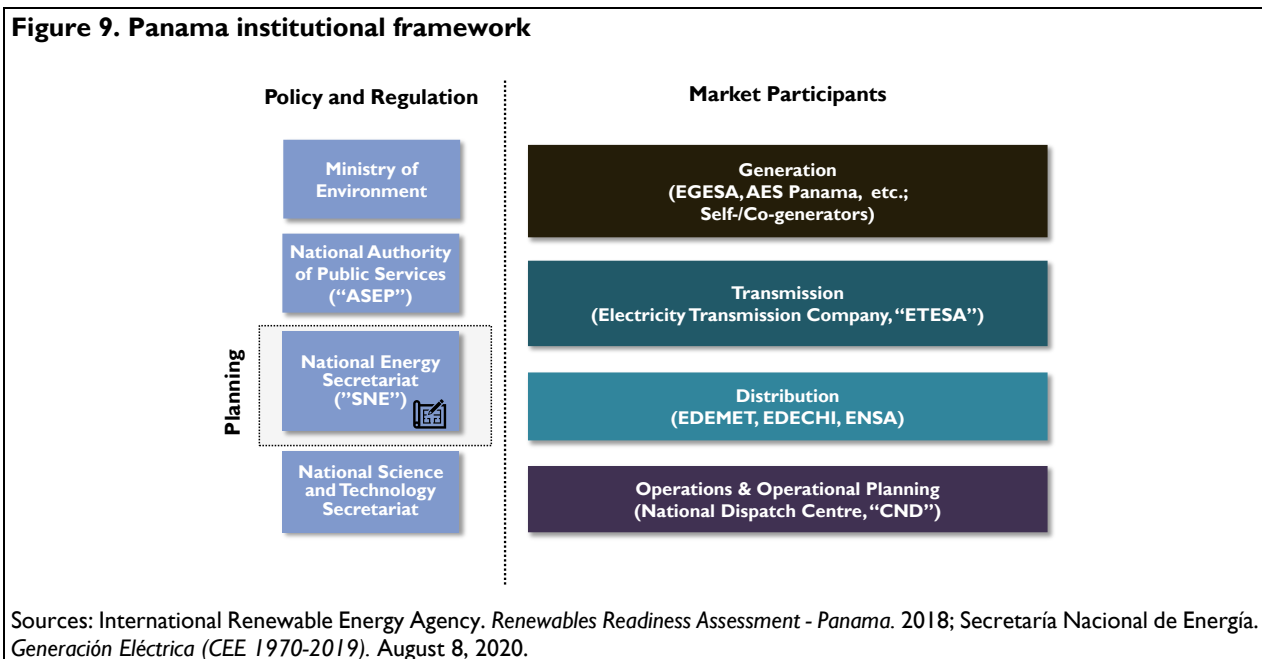 Figure 9. Panama institutional framework
Policy and Regulation
Ministry of
Environment
National Authority
of Public Services
(“ASEP”)
Planning
National Energy
Secretariat
(”SNE”)
National Science
and Technology
Secretariat
Market Participants
Generation
(EGESA, AES Panama, etc.;
Self-/Co-generators)
Transmission
(Electricity Transmission Company, “ETESA”)
Distribution
(EDEMET, EDECHI, ENSA)
Operations & Operational Planning
(National Dispatch Centre, “CND”)
Sources: International Renewable Energy Agency. Renewables Readiness Assessment - Panama. 2018; Secretaría Nacional de Energía.
Generación Eléctrica (CEE 1970-2019). August 8, 2020.